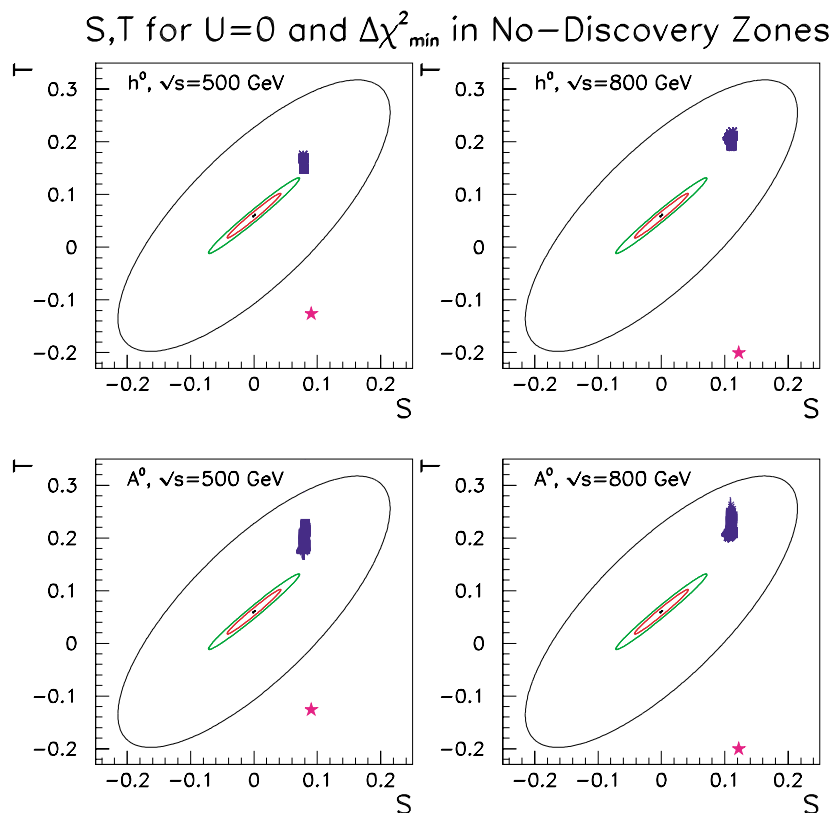 S,T for U=0 and Δχ²min in No-Discovery Zones
T
h⁰, √s=500 GeV
0.3
0.2
0.1
0
-0.1
-0.2
-0.2 -0.1 0 0.1 0.2
S
T
h⁰, √s=800 GeV
0.3
0.2
0.1
0
-0.1
-0.2
-0.2 -0.1 0 0.1 0.2
S
T
A⁰, √s=500 GeV
0.3
0.2
0.1
0
-0.1
-0.2
-0.2 -0.1 0 0.1 0.2
S
T
A⁰, √s=800 GeV
0.3
0.2
0.1
0
-0.1
-0.2
-0.2 -0.1 0 0.1 0.2
S